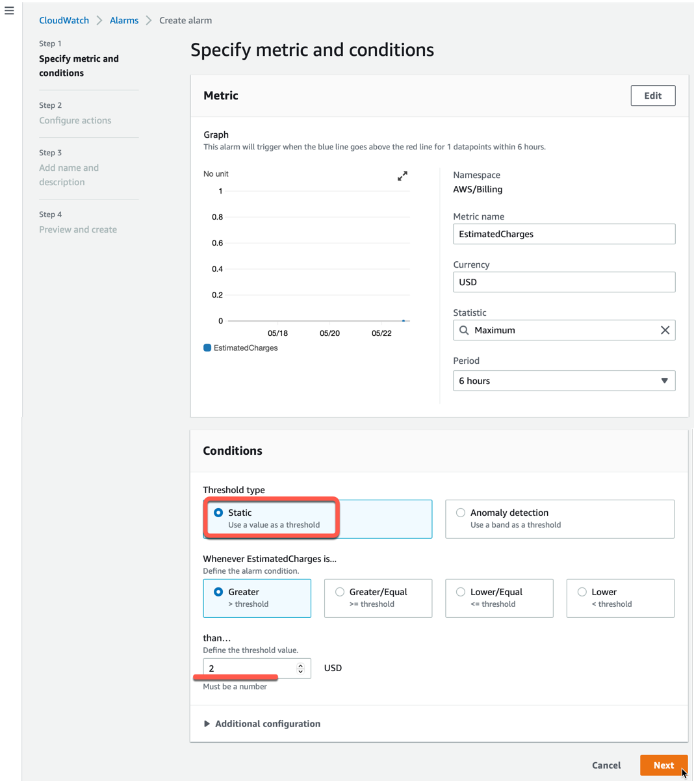 CloudWatch > Alarms > Create alarm
Step 1
Specify metric and
conditions
Step 2
Configure actions
Step 3
Add name and
description
Step 4
Preview and create
Specify metric and conditions
Metric
Edit
Graph
This alarm will trigger when the blue line goes above the red line for 1 datapoints within 6 hours.
No unit
1
0.8
0.6
0.4
0.2
0
05/18 05/20 05/22
EstimatedCharges
Namespace
AWS/Billing
Metric name
EstimatedCharges
Currency
USD
Statistic
Maximum
Period
6 hours
Conditions
Threshold type
Static
Use a value as a threshold
Anomaly detection
Use a band as a threshold
Whenever EstimatedCharges is...
Define the alarm condition.
Greater
> threshold
Greater/Equal
>= threshold
Lower/Equal
<= threshold
Lower
< threshold
than...
Define the threshold value.
2 USD
Must be a number
Additional configuration
Cancel Next